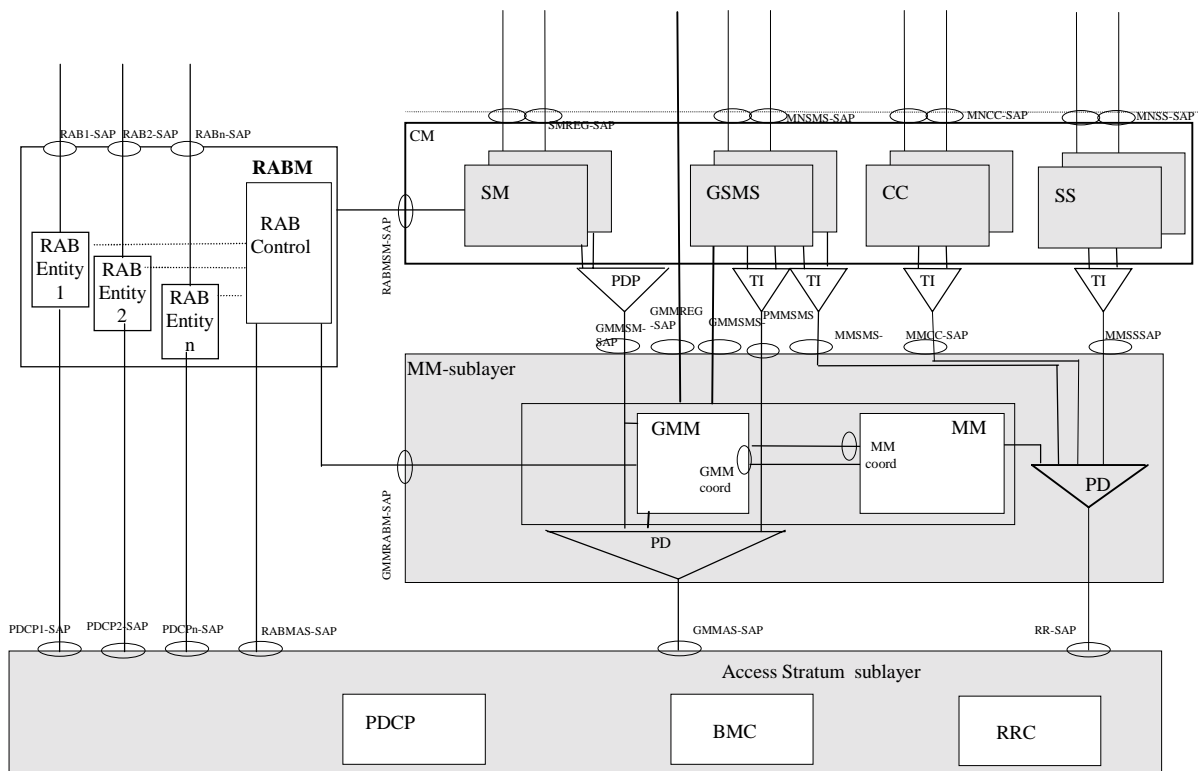 RAB1-SAP RAB2-SAP RABn-SAP
SMREG-SAP
MNSMS-SAP
MNCC-SAP
MNSS-SAP
CM
RABM
SM
GSMS
CC
SS
RAB
Control
RAB
Entity
1
RAB
Entity
2
RAB
Entity
n
RABMSM-SAP
PDP
TI
TI
TI
TI
GMMSM-
SAP
GMMREG
-SAP
GMMSMS-
PMMSMS
MMSMS-
MMCC-SAP
MMSSSAP
MM-sublayer
GMM
GMM
coord
MM
MM
coord
PD
PD
GMMRABM-SAP
PDCP1-SAP
PDCP2-SAP
PDCPn-SAP
RABMAS-SAP
GMMAS-SAP
RR-SAP
Access Stratum sublayer
PDCP
BMC
RRC